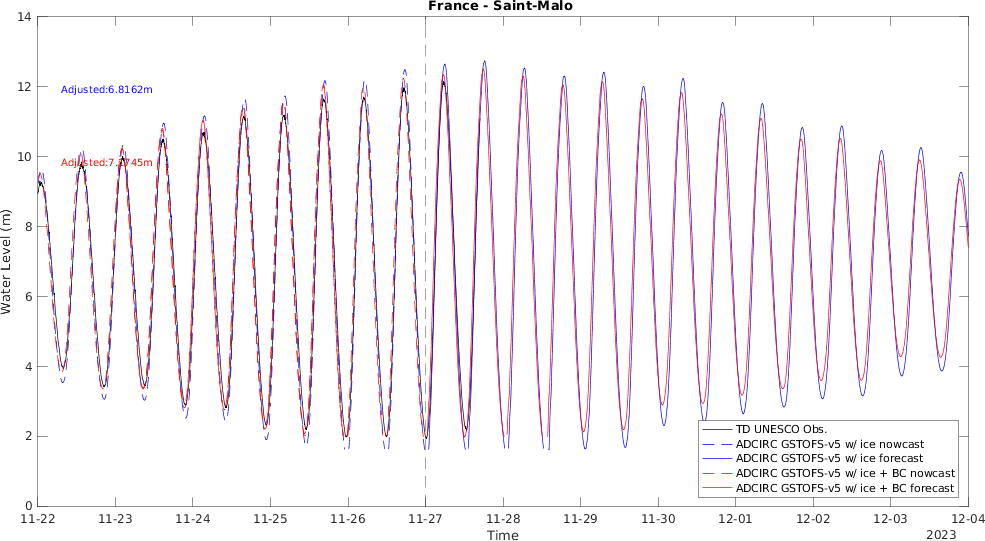 France - Saint-Malo
14
12
10
8
6
4
2
0
Water Level (m)
Adjusted:6.8162m
TD UNESCO Obs.
ADCIRC GSTOFS-v5 w/ ice nowcast
ADCIRC GSTOFS-v5 w/ ice forecast
ADCIRC GSTOFS-v5 w/ ice + BC nowcast
ADCIRC GSTOFS-v5 w/ ice + BC forecast
11-22 11-23 11-24 11-25 11-26 11-27 11-28 11-29 11-30 12-01 12-02 12-03 12-04
Time
2023